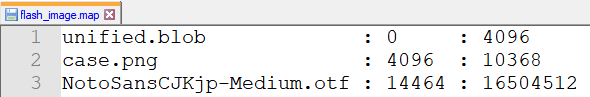 flash_image.map
1 unified.blob : 0 : 4096
2 case.png : 4096 : 10368
3 NotoSansCJKjp-Medium.otf : 14464 : 16504512